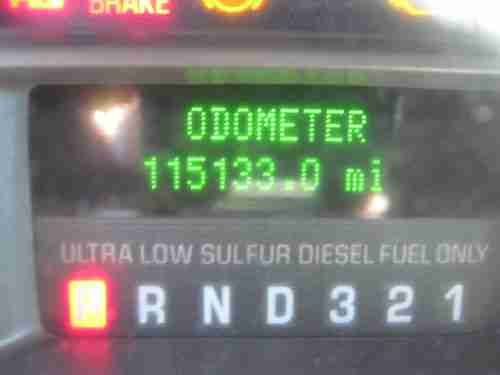 BRAKE
ODOMETER
115133.0 mi
ULTRA LOW SULFUR DIESEL FUEL ONLY
P R N D 3 2 1